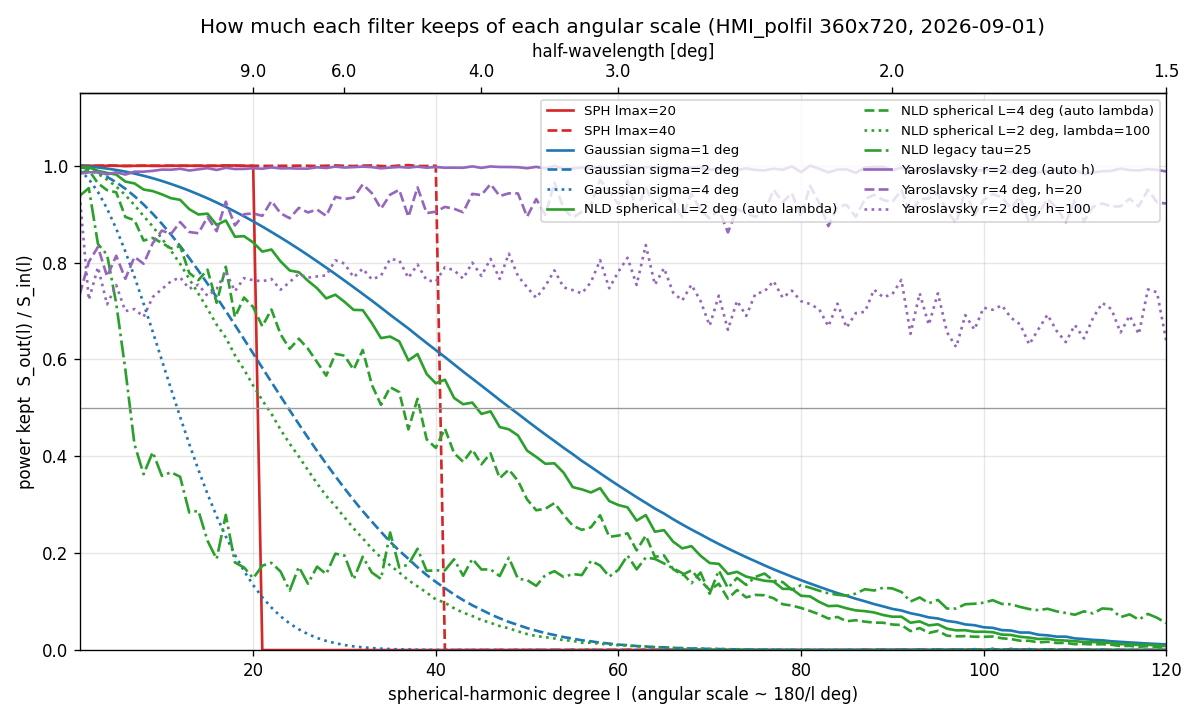 How much each filter keeps of each angular scale (HMI_polfil 360x720, 2026-09-01)
half-wavelength [deg]
9.0 6.0 4.0 3.0 2.0 1.5
SPH lmax=20
SPH lmax=40
Gaussian sigma=1 deg
Gaussian sigma=2 deg
Gaussian sigma=4 deg
NLD spherical L=2 deg (auto lambda)
NLD spherical L=4 deg (auto lambda)
NLD spherical L=2 deg, lambda=100
NLD legacy tau=25
Yaroslavsky r=2 deg (auto h)
Yaroslavsky r=4 deg, h=20
Yaroslavsky r=2 deg, h=100
power kept S_out(l) / S_in(l)
1.0
0.8
0.6
0.4
0.2
0.0
20 40 60 80 100 120
spherical-harmonic degree l (angular scale ~ 180/l deg)